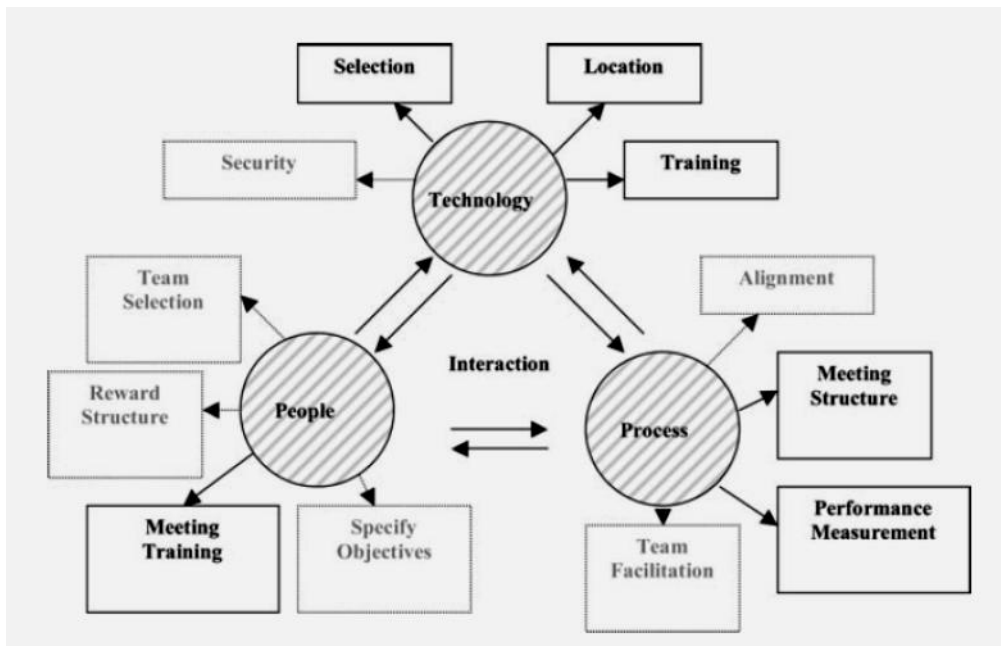 Selection
Location
Security
Training
Technology
Team
Selection
Alignment
Interaction
Meeting
Structure
Reward
Structure
People
Process
Meeting
Training
Specify
Objectives
Performance
Measurement
Team
Facilitation